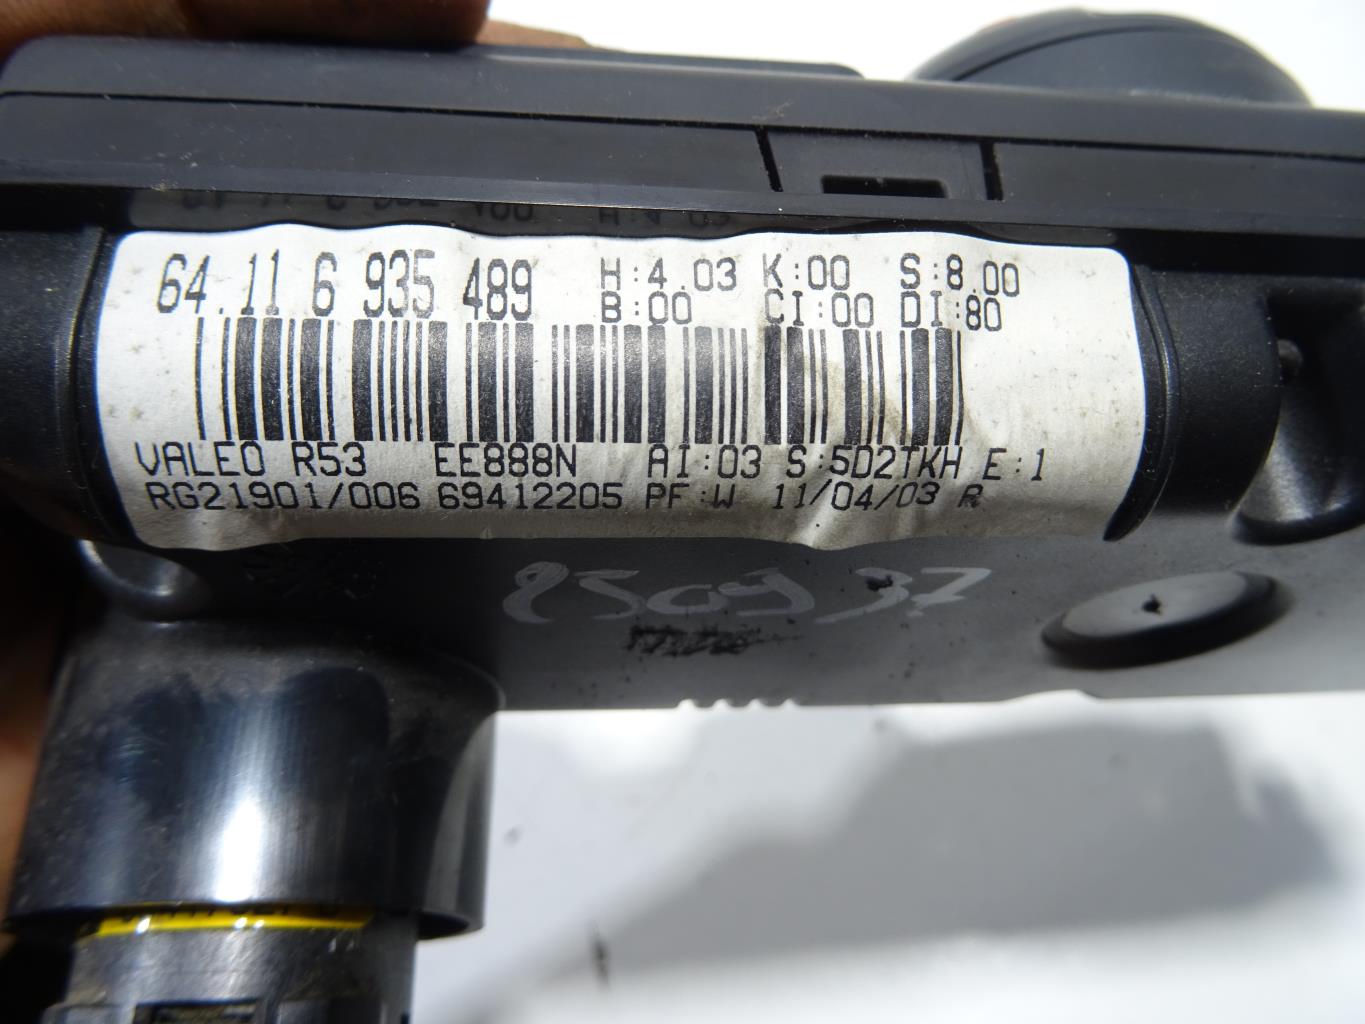 64.11 6 935 489 H:4.03 K:00 S:8.00
B:00 CI:00 DI:80
VALEO R53 EE888N AI:03 S:5D2TKH E:1
RG21901/006 69412205 PF:W 11/04/03 R